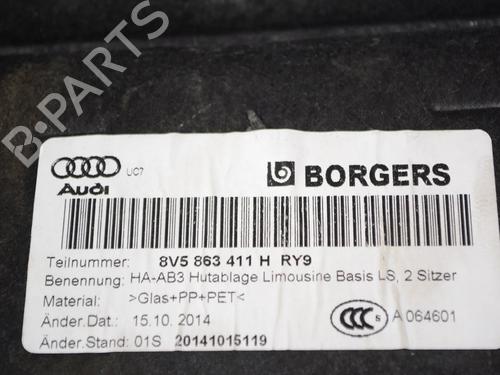 UC7
Audi
BORGERS
Teilnummer: 8V5 863 411 H RY9
Benennung: HA-AB3 Hutablage Limousine Basis LS, 2 Sitzer
Material: >Glas+PP+PET<
Änder.Dat.: 15.10. 2014
CCC S A 064601
Änder.Stand: 01S 20141015119
B-PARTS